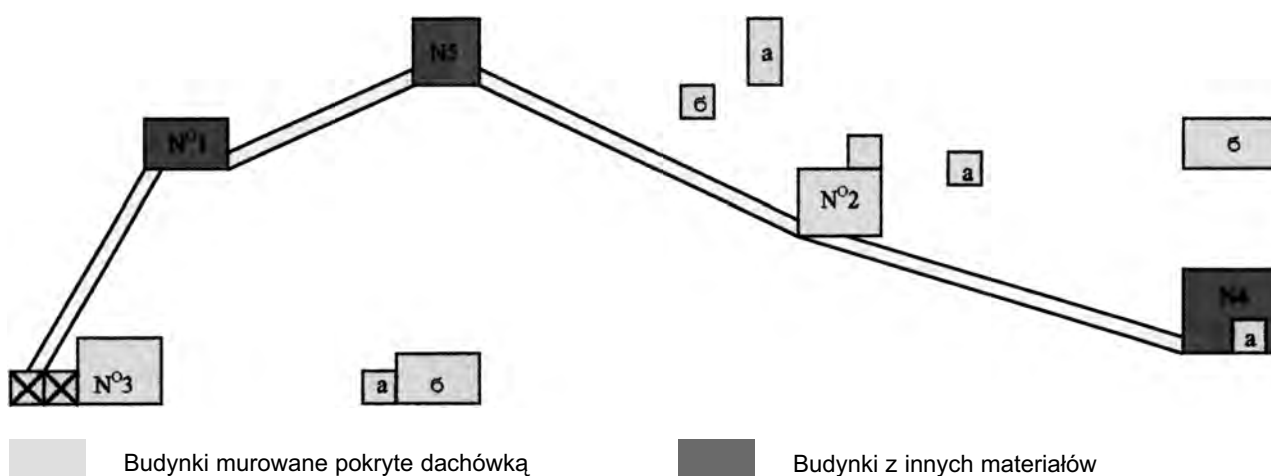 N5
a
б
N°1
б
a
N°2
N4
a
N°3
a
б
Budynki murowane pokryte dachówką
Budynki z innych materiałów